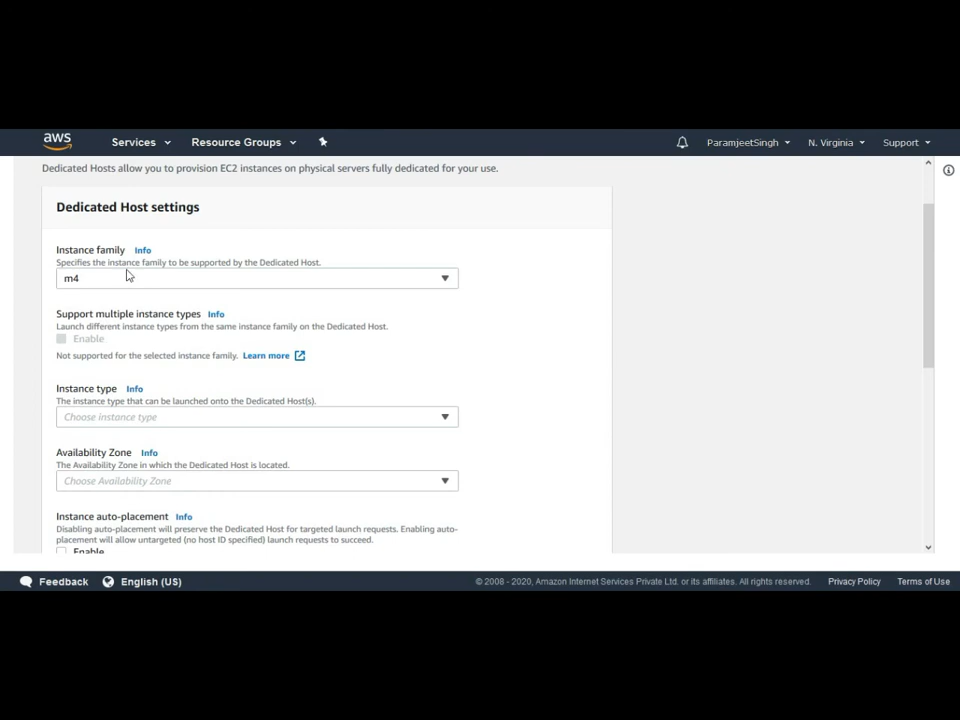 aws Services Resource Groups ParamjeetSingh N. Virginia Support
Dedicated Hosts allow you to provision EC2 instances on physical servers fully dedicated for your use.
Dedicated Host settings
Instance family Info
Specifies the instance family to be supported by the Dedicated Host.
m4
Support multiple instance types Info
Launch different instance types from the same instance family on the Dedicated Host.
Enable
Not supported for the selected instance family. Learn more
Instance type Info
The instance type that can be launched onto the Dedicated Host(s).
Choose instance type
Availability Zone Info
The Availability Zone in which the Dedicated Host is located.
Choose Availability Zone
Instance auto-placement Info
Disabling auto-placement will preserve the Dedicated Host for targeted launch requests. Enabling auto-
placement will allow untargeted (no host ID specified) launch requests to succeed.
Enable
Feedback English (US) © 2008 - 2020, Amazon Internet Services Private Ltd. or its affiliates. All rights reserved. Privacy Policy Terms of Use